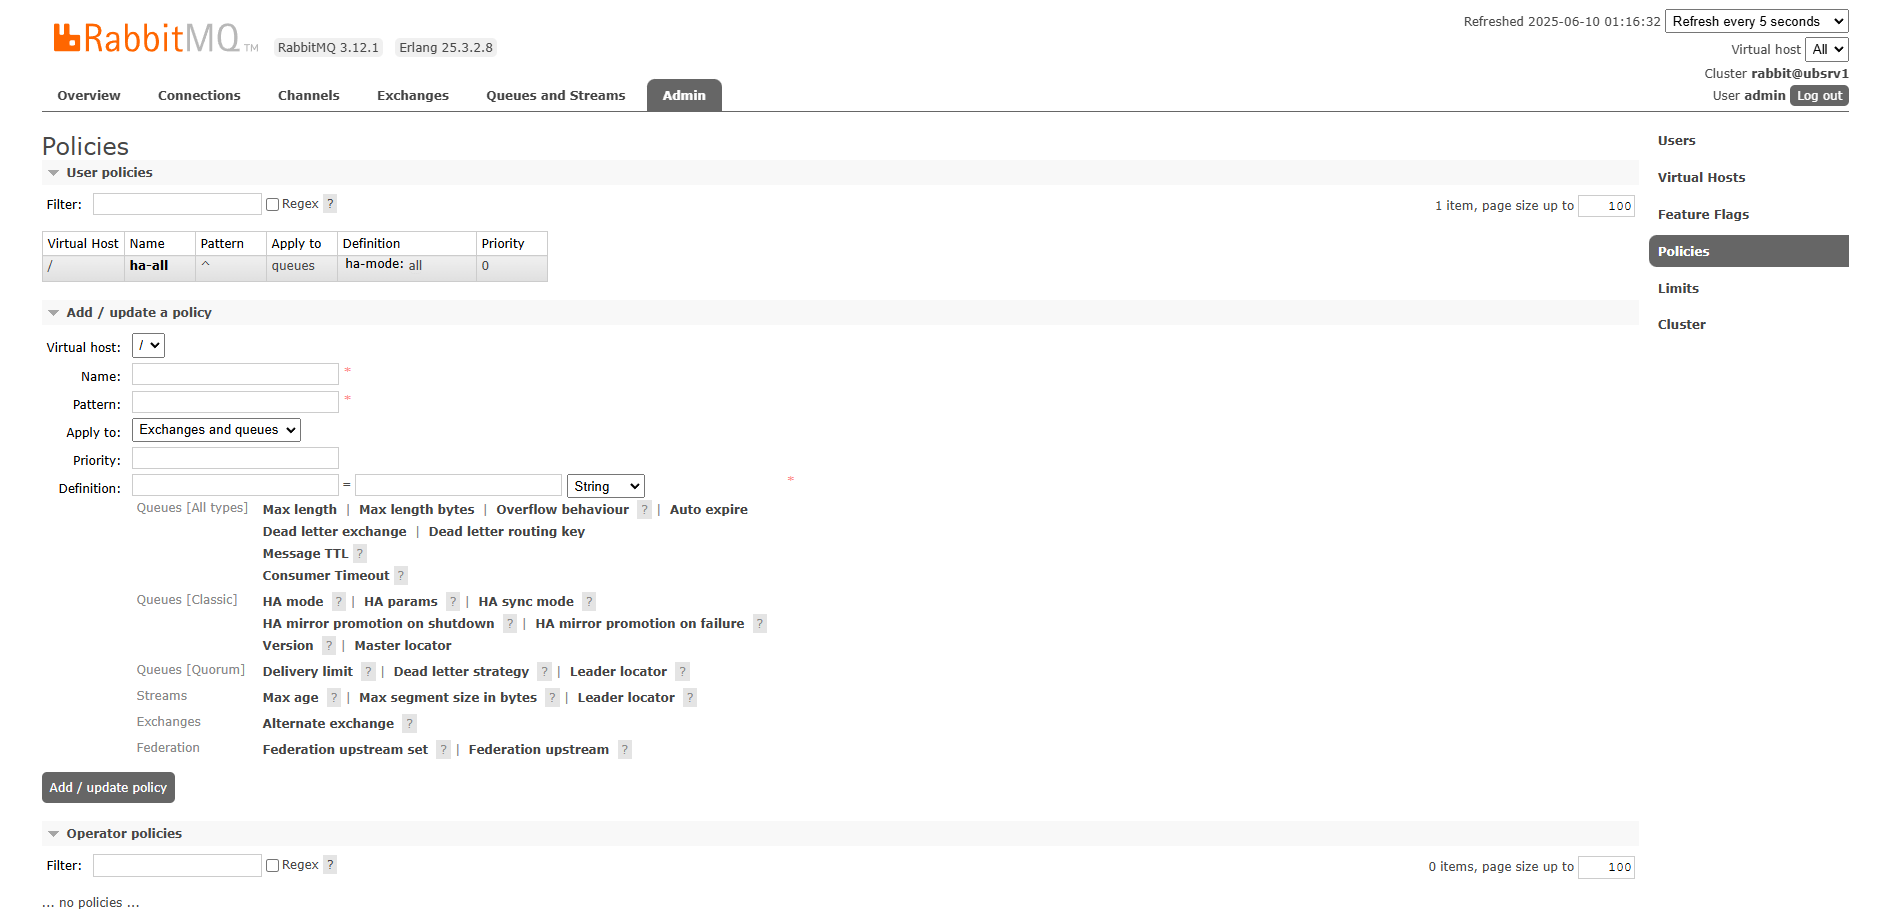 RabbitMQ TM RabbitMQ 3.12.1 Erlang 25.3.2.8
Refreshed 2025-06-10 01:16:32 Refresh every 5 seconds
Virtual host All
Cluster rabbit@ubsrv1
User admin Log out
Overview Connections Channels Exchanges Queues and Streams Admin
Policies
User policies
Filter: Regex ? 1 item, page size up to 100
Virtual Host Name Pattern Apply to Definition Priority
/ ha-all ^ queues ha-mode: all 0
Add / update a policy
Virtual host: /
Name: *
Pattern: *
Apply to: Exchanges and queues
Priority:
Definition: = String *
Queues [All types] Max length | Max length bytes | Overflow behaviour ? | Auto expire
Dead letter exchange | Dead letter routing key
Message TTL ?
Consumer Timeout ?
Queues [Classic] HA mode ? | HA params ? | HA sync mode ?
HA mirror promotion on shutdown ? | HA mirror promotion on failure ?
Version ? | Master locator
Queues [Quorum] Delivery limit ? | Dead letter strategy ? | Leader locator ?
Streams Max age ? | Max segment size in bytes ? | Leader locator ?
Exchanges Alternate exchange ?
Federation Federation upstream set ? | Federation upstream ?
Add / update policy
Operator policies
Filter: Regex ? 0 items, page size up to 100
... no policies ...
Users
Virtual Hosts
Feature Flags
Policies
Limits
Cluster